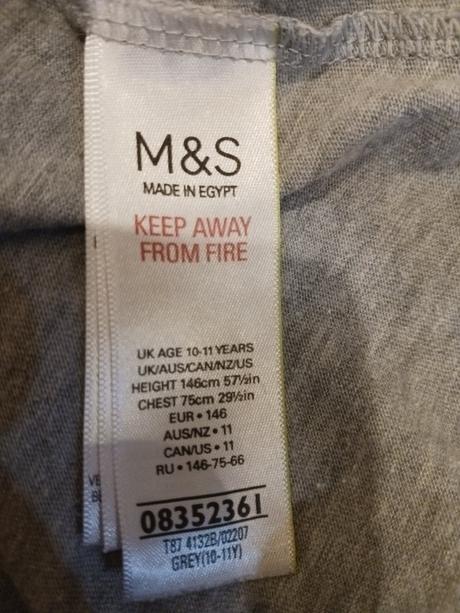 M&S
MADE IN EGYPT
KEEP AWAY
FROM FIRE
UK AGE 10-11 YEARS
UK/AUS/CAN/NZ/US
HEIGHT 146cm 57½in
CHEST 75cm 29½in
EUR • 146
AUS/NZ • 11
CAN/US • 11
RU • 146-75-66
08352361
T87 4132B/02207
GREY(10-11Y)